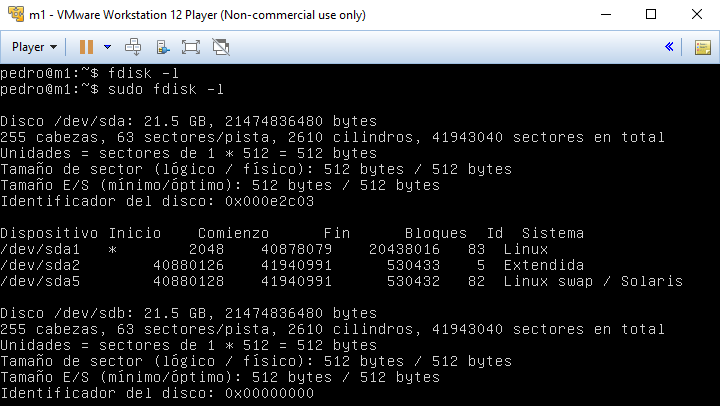 m1 - VMware Workstation 12 Player (Non-commercial use only)
Player
pedro@m1:~$ fdisk -l
pedro@m1:~$ sudo fdisk -l
Disco /dev/sda: 21.5 GB, 21474836480 bytes
255 cabezas, 63 sectores/pista, 2610 cilindros, 41943040 sectores en total
Unidades = sectores de 1 * 512 = 512 bytes
Tamaño de sector (lógico / físico): 512 bytes / 512 bytes
Tamaño E/S (mínimo/óptimo): 512 bytes / 512 bytes
Identificador del disco: 0x000e2c03
Dispositivo Inicio Comienzo Fin Bloques Id Sistema
/dev/sda1 * 2048 40878079 20438016 83 Linux
/dev/sda2 40880126 41940991 530433 5 Extendida
/dev/sda5 40880128 41940991 530432 82 Linux swap / Solaris
Disco /dev/sdb: 21.5 GB, 21474836480 bytes
255 cabezas, 63 sectores/pista, 2610 cilindros, 41943040 sectores en total
Unidades = sectores de 1 * 512 = 512 bytes
Tamaño de sector (lógico / físico): 512 bytes / 512 bytes
Tamaño E/S (mínimo/óptimo): 512 bytes / 512 bytes
Identificador del disco: 0x00000000